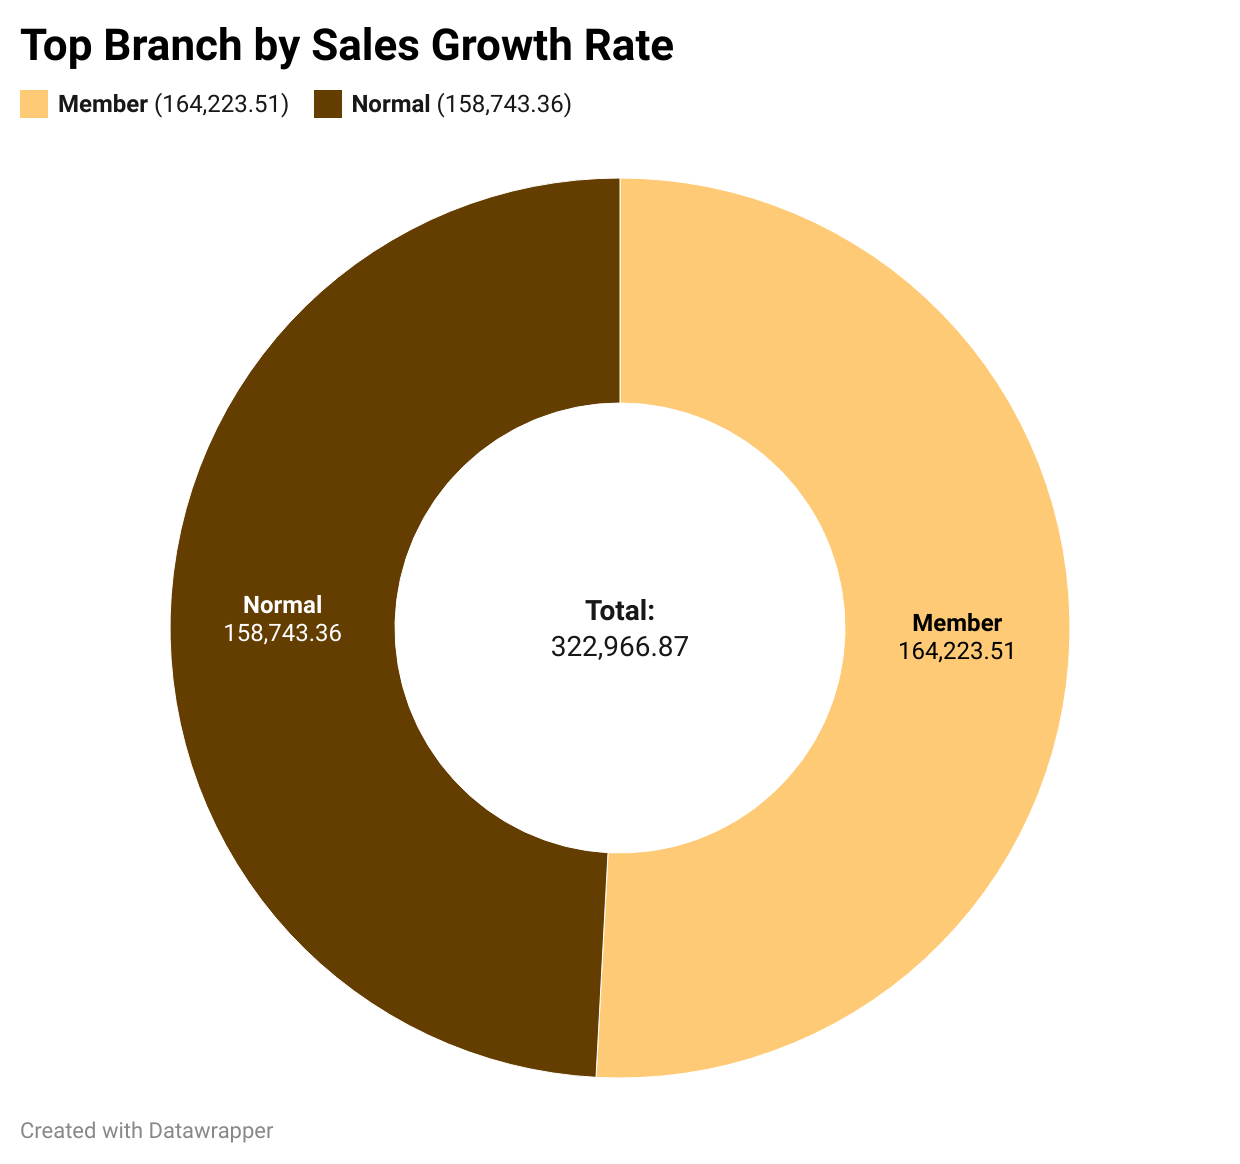 Top Branch by Sales Growth Rate
Member (164,223.51) Normal (158,743.36)
Normal
158,743.36
Total:
322,966.87
Member
164,223.51
Created with Datawrapper